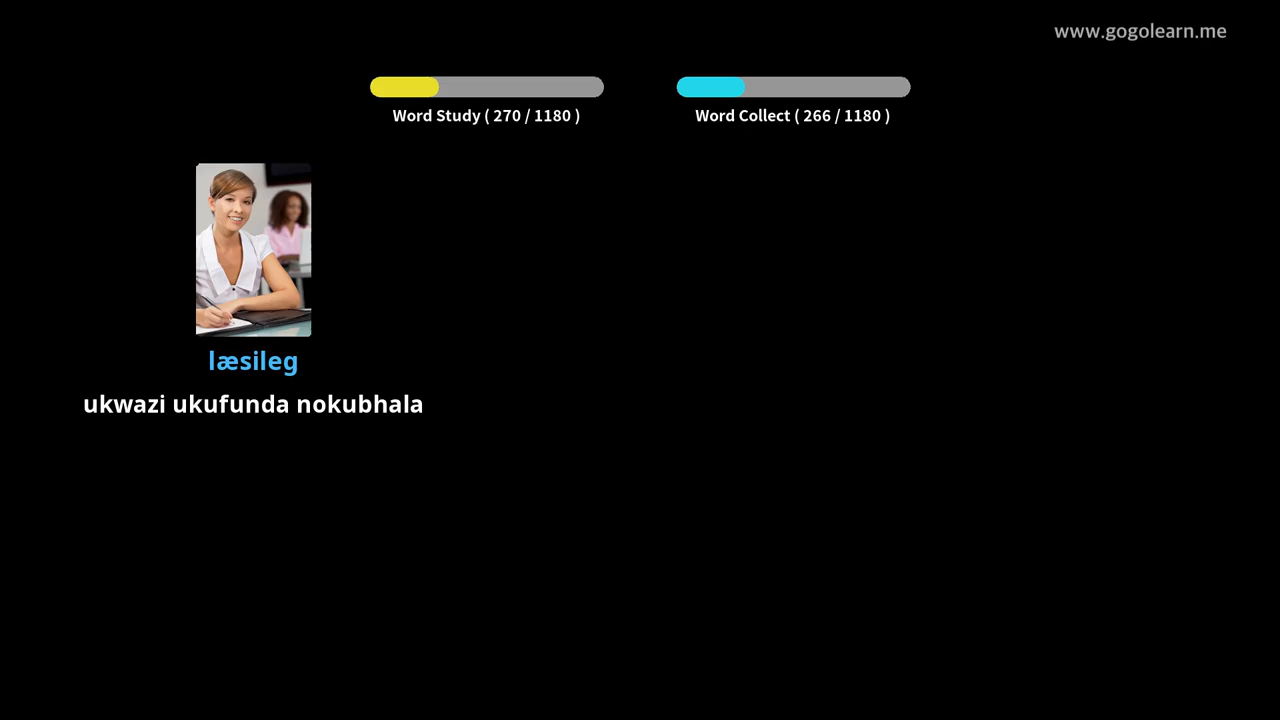 www.gogolearn.me
Word Study ( 270 / 1180 )
Word Collect ( 266 / 1180 )
læsileg
ukwazi ukufunda nokubhala